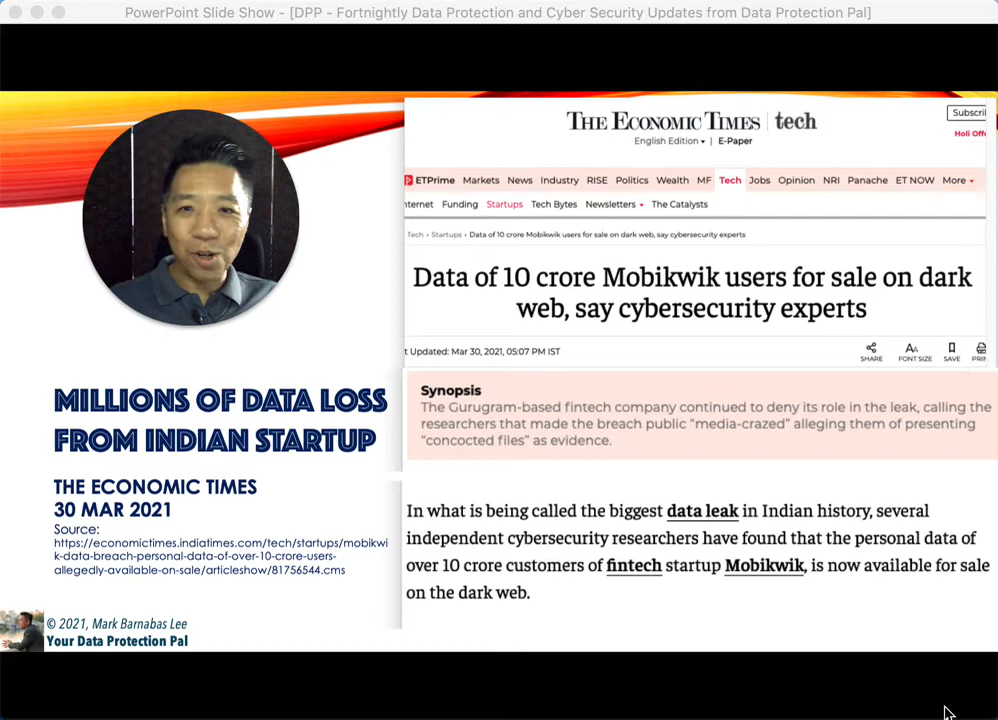 PowerPoint Slide Show - [DPP - Fortnightly Data Protection and Cyber Security Updates from Data Protection Pal]
THE ECONOMIC TIMES | tech
English Edition | E-Paper
Subscri
Holi Offe
ETPrime Markets News Industry RISE Politics Wealth MF Tech Jobs Opinion NRI Panache ET NOW More
nternet Funding Startups Tech Bytes Newsletters The Catalysts
Tech › Startups › Data of 10 crore Mobikwik users for sale on dark web, say cybersecurity experts
Data of 10 crore Mobikwik users for sale on dark
web, say cybersecurity experts
t Updated: Mar 30, 2021, 05:07 PM IST
SHARE FONT SIZE SAVE PRIN
Synopsis
The Gurugram-based fintech company continued to deny its role in the leak, calling the
researchers that made the breach public “media-crazed” alleging them of presenting
“concocted files” as evidence.
In what is being called the biggest data leak in Indian history, several
independent cybersecurity researchers have found that the personal data of
over 10 crore customers of fintech startup Mobikwik, is now available for sale
on the dark web.
MILLIONS OF DATA LOSS
FROM INDIAN STARTUP
THE ECONOMIC TIMES
30 MAR 2021
Source:
https://economictimes.indiatimes.com/tech/startups/mobikwi
k-data-breach-personal-data-of-over-10-crore-users-
allegedly-available-on-sale/articleshow/81756544.cms
© 2021, Mark Barnabas Lee
Your Data Protection Pal